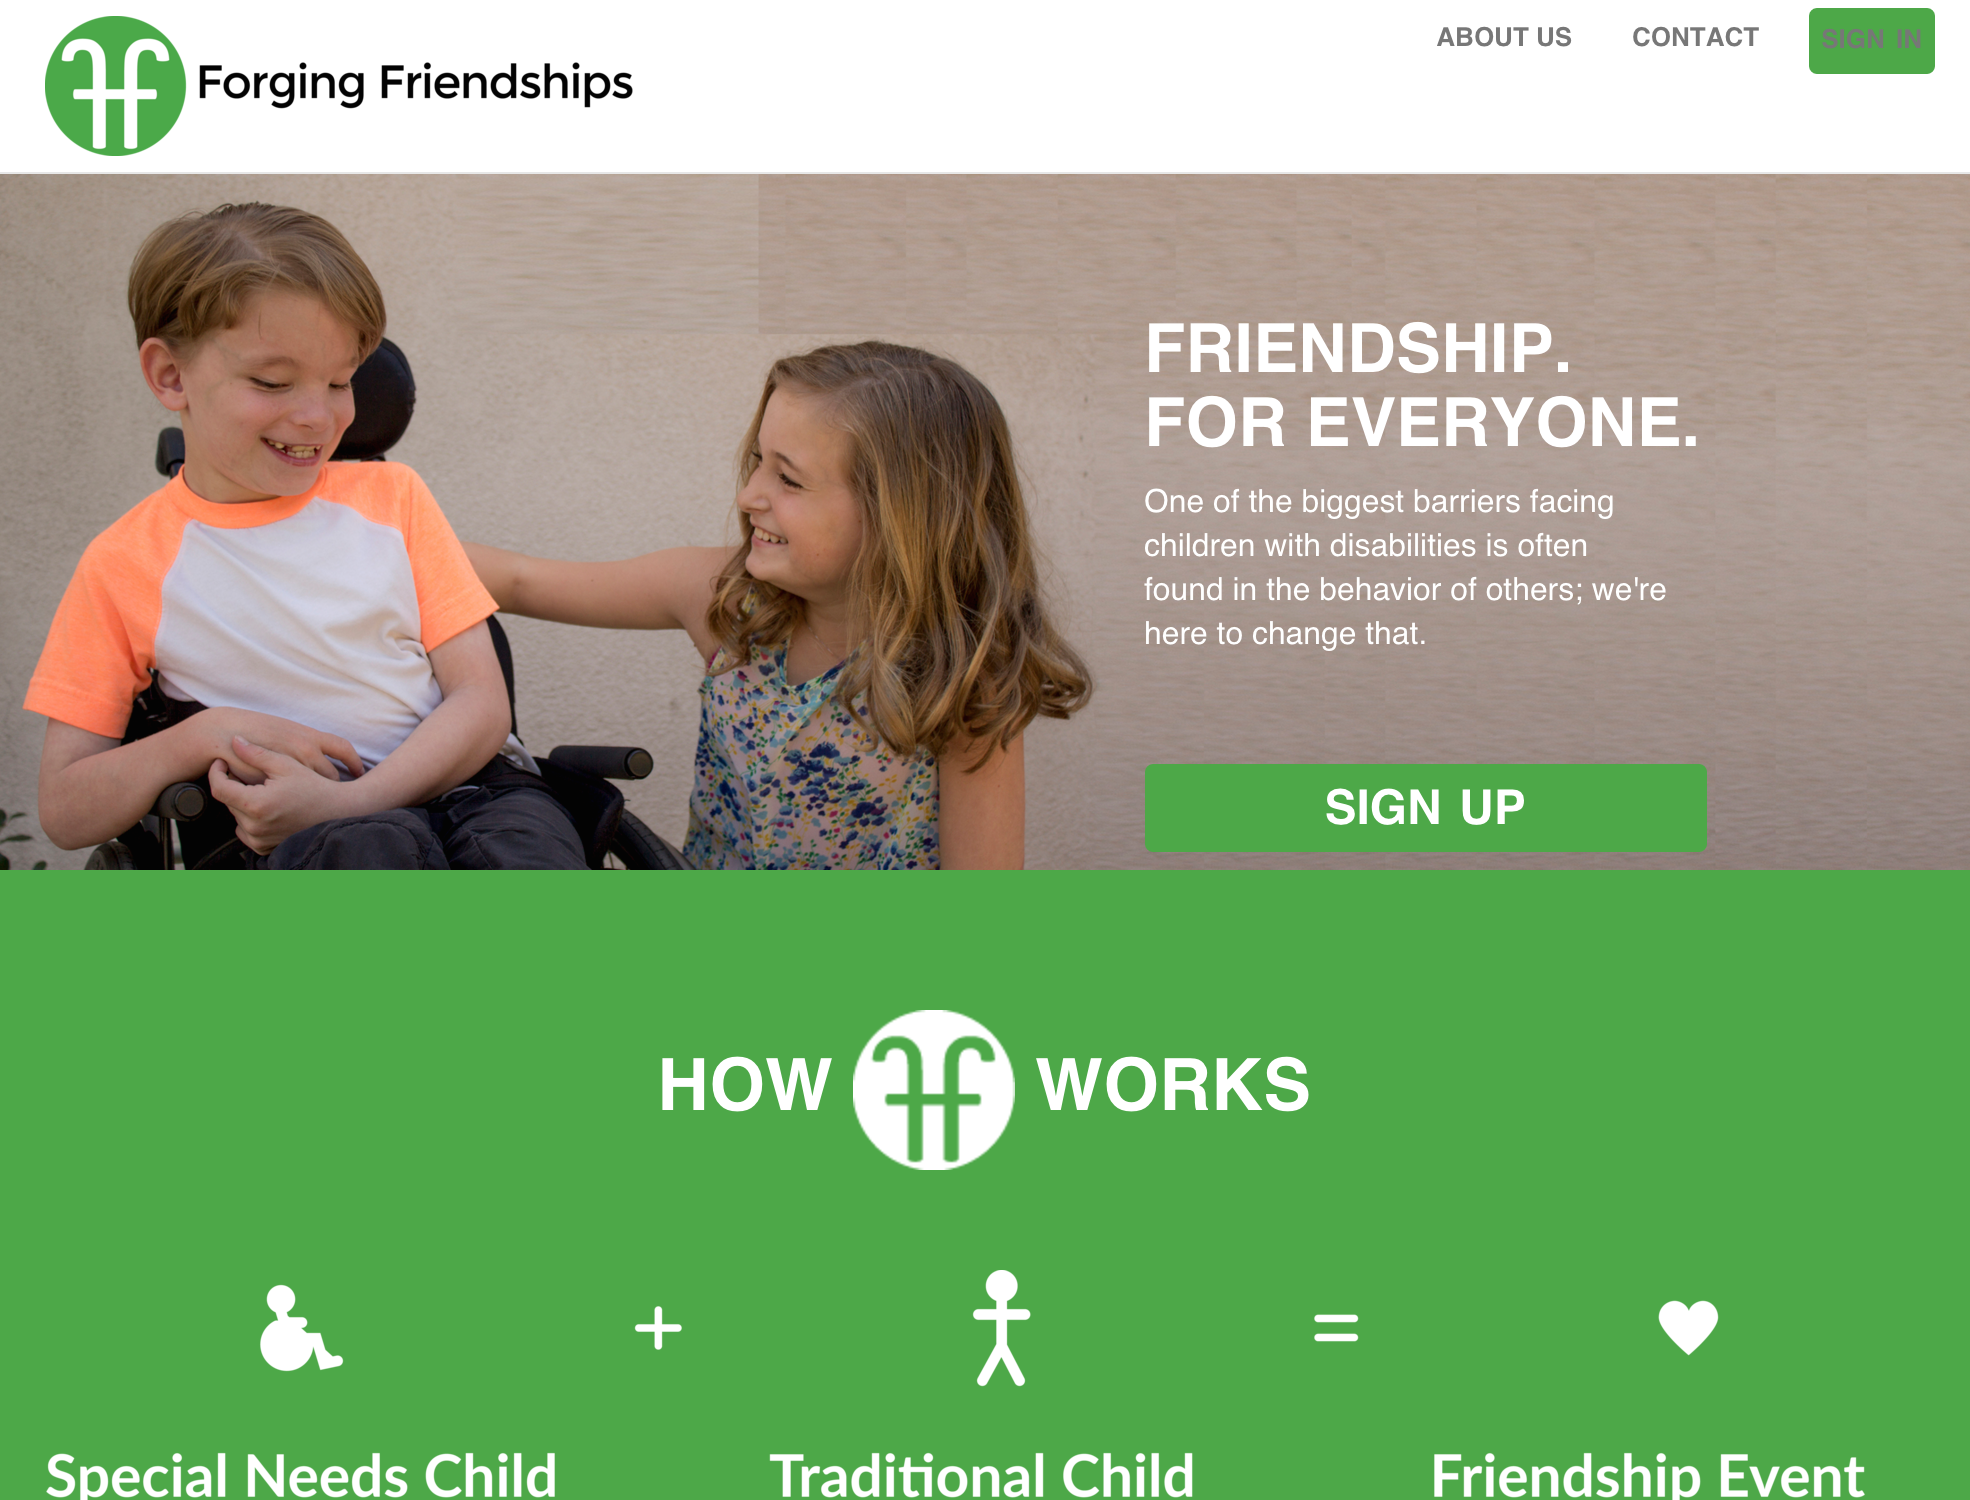 Forging Friendships
ABOUT US
CONTACT
SIGN IN
FRIENDSHIP.
FOR EVERYONE.
One of the biggest barriers facing
children with disabilities is often
found in the behavior of others; we're
here to change that.
SIGN UP
HOW ff WORKS
+
=
Special Needs Child
Traditional Child
Friendship Event